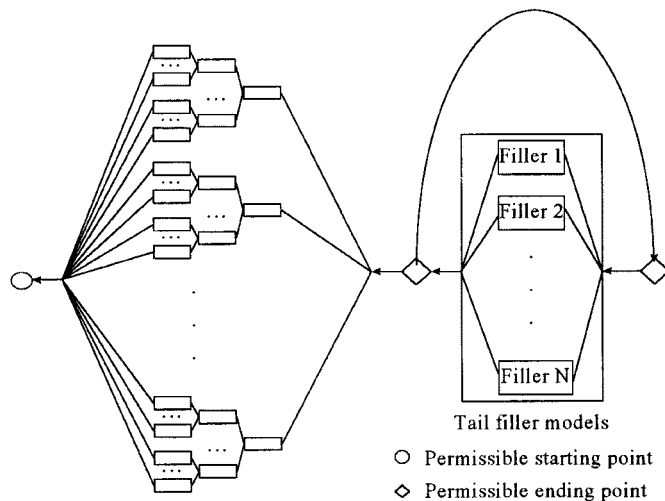 Filler 1
Filler 2
Filler N
Tail filler models
Permissible starting point
Permissible ending point